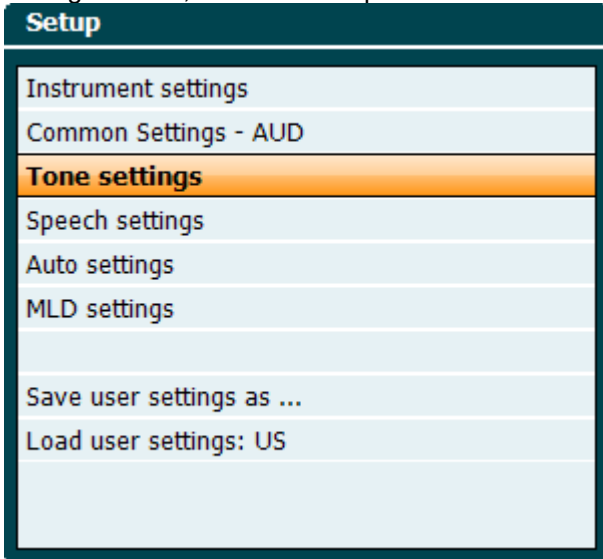 Setup
Instrument settings
Common Settings - AUD
Tone settings
Speech settings
Auto settings
MLD settings
Save user settings as ...
Load user settings: US